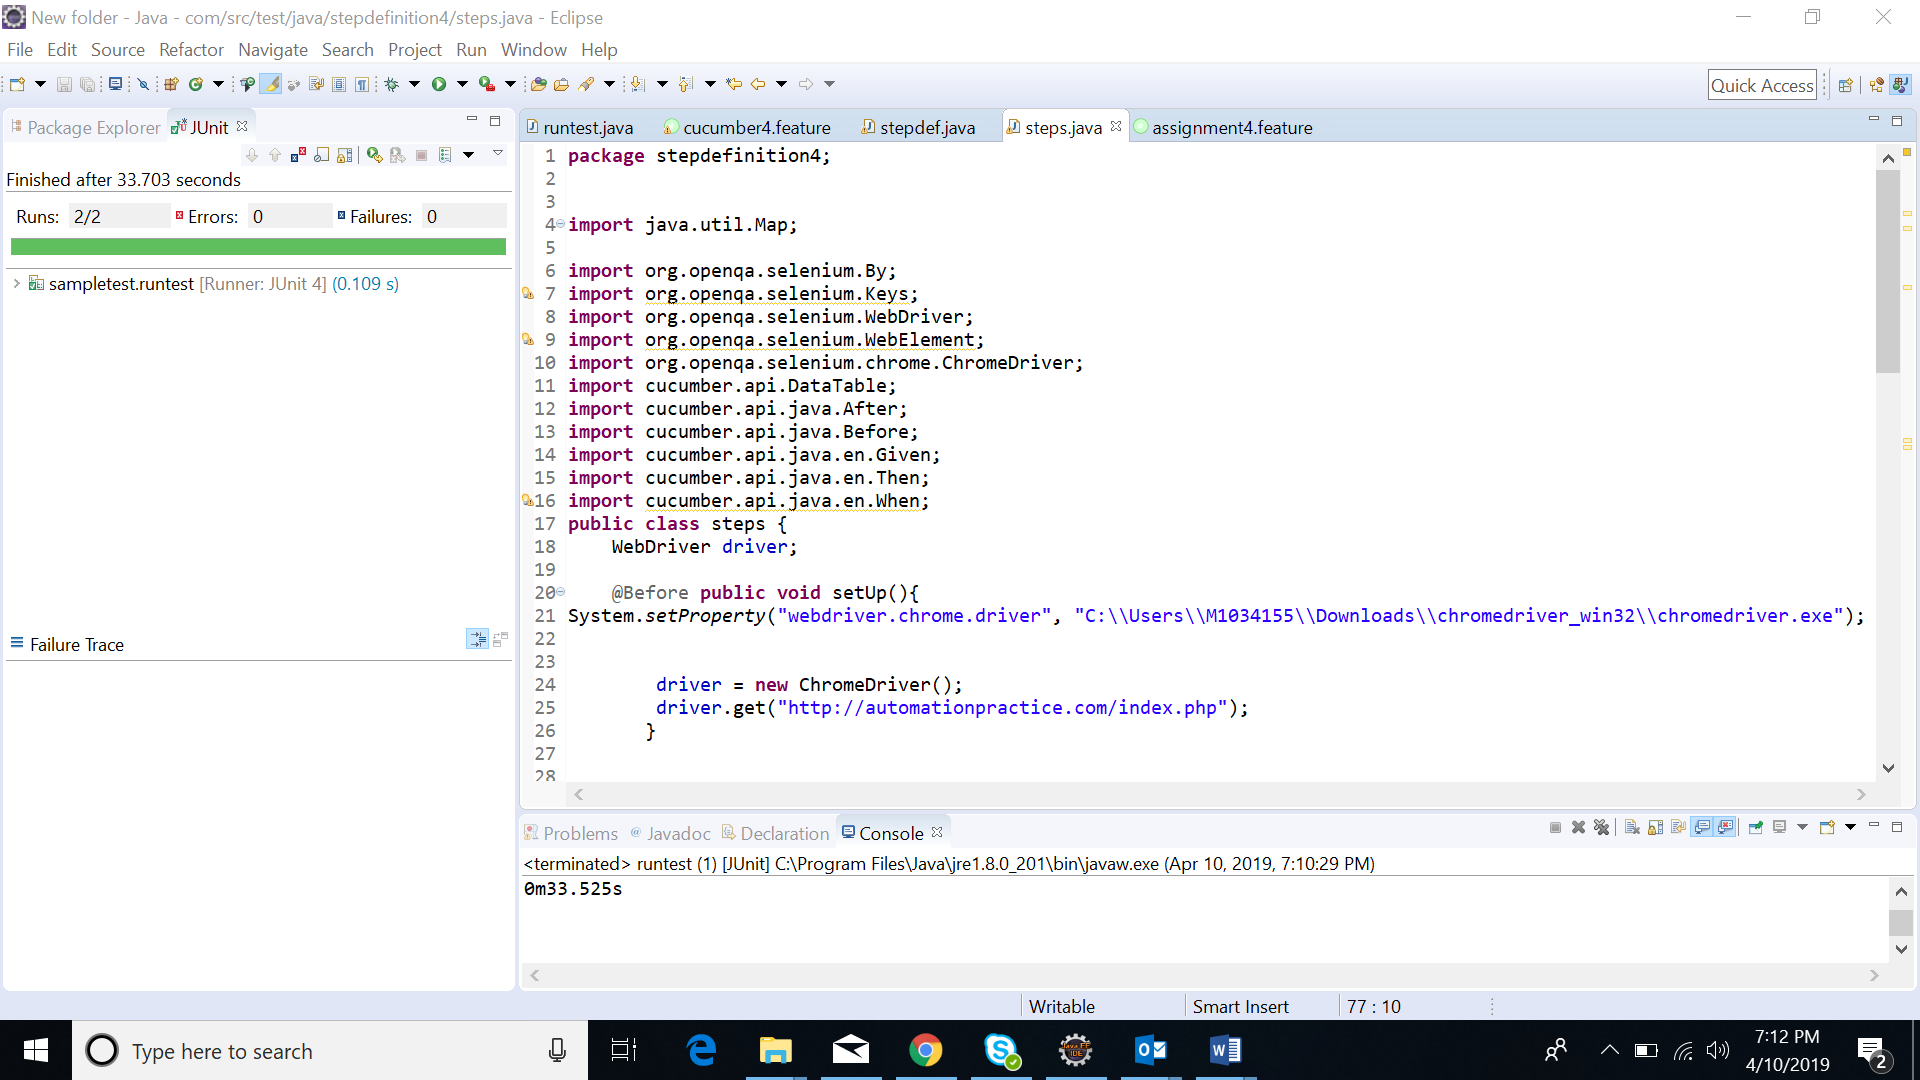 New folder - Java - com/src/test/java/stepdefinition4/steps.java - Eclipse
File Edit Source Refactor Navigate Search Project Run Window Help
Quick Access
Package Explorer JUnit
Finished after 33.703 seconds
Runs: 2/2 Errors: 0 Failures: 0
sampletest.runtest [Runner: JUnit 4] (0.109 s)
Failure Trace
runtest.java cucumber4.feature stepdef.java steps.java assignment4.feature
1 package stepdefinition4;
2
3
4 import java.util.Map;
5
6 import org.openqa.selenium.By;
7 import org.openqa.selenium.Keys;
8 import org.openqa.selenium.WebDriver;
9 import org.openqa.selenium.WebElement;
10 import org.openqa.selenium.chrome.ChromeDriver;
11 import cucumber.api.DataTable;
12 import cucumber.api.java.After;
13 import cucumber.api.java.Before;
14 import cucumber.api.java.en.Given;
15 import cucumber.api.java.en.Then;
16 import cucumber.api.java.en.When;
17 public class steps {
18 WebDriver driver;
19
20 @Before public void setUp(){
21 System.setProperty("webdriver.chrome.driver", "C:\\Users\\M1034155\\Downloads\\chromedriver_win32\\chromedriver.exe");
22
23
24 driver = new ChromeDriver();
25 driver.get("http://automationpractice.com/index.php");
26 }
27
28
Problems Javadoc Declaration Console
<terminated> runtest (1) [JUnit] C:\Program Files\Java\jre1.8.0_201\bin\javaw.exe (Apr 10, 2019, 7:10:29 PM)
0m33.525s
Writable Smart Insert 77 : 10
Type here to search
7:12 PM
4/10/2019
2